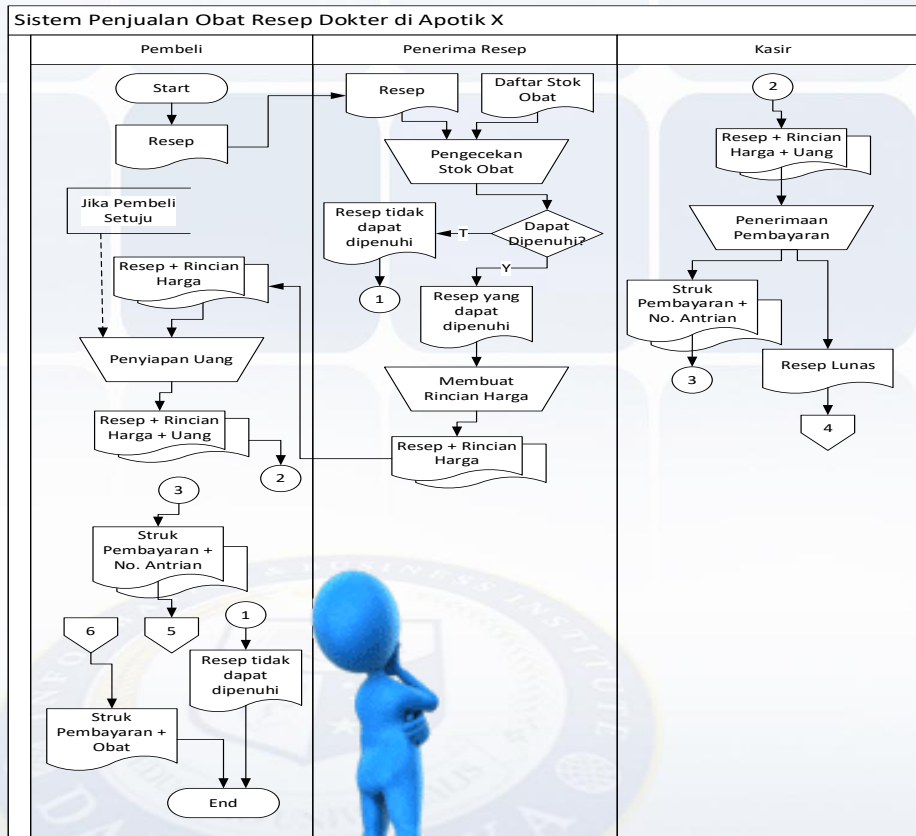 Sistem Penjualan Obat Resep Dokter di Apotik X
Pembeli
Start
Resep
Jika Pembeli
Setuju
Resep + Rincian
Harga
Penyiapan Uang
Resep + Rincian
Harga + Uang
2
3
Struk
Pembayaran +
No. Antrian
6
5
1
Resep tidak
dapat
dipenuhi
Struk
Pembayaran +
Obat
End
Penerima Resep
Resep
Daftar Stok
Obat
Pengecekan
Stok Obat
Dapat
Dipenuhi?
T
Resep tidak
dapat
dipenuhi
1
Y
Resep yang
dapat
dipenuhi
Membuat
Rincian Harga
Resep + Rincian
Harga
Kasir
2
Resep + Rincian
Harga + Uang
Penerimaan
Pembayaran
Struk
Pembayaran +
No. Antrian
3
Resep Lunas
4